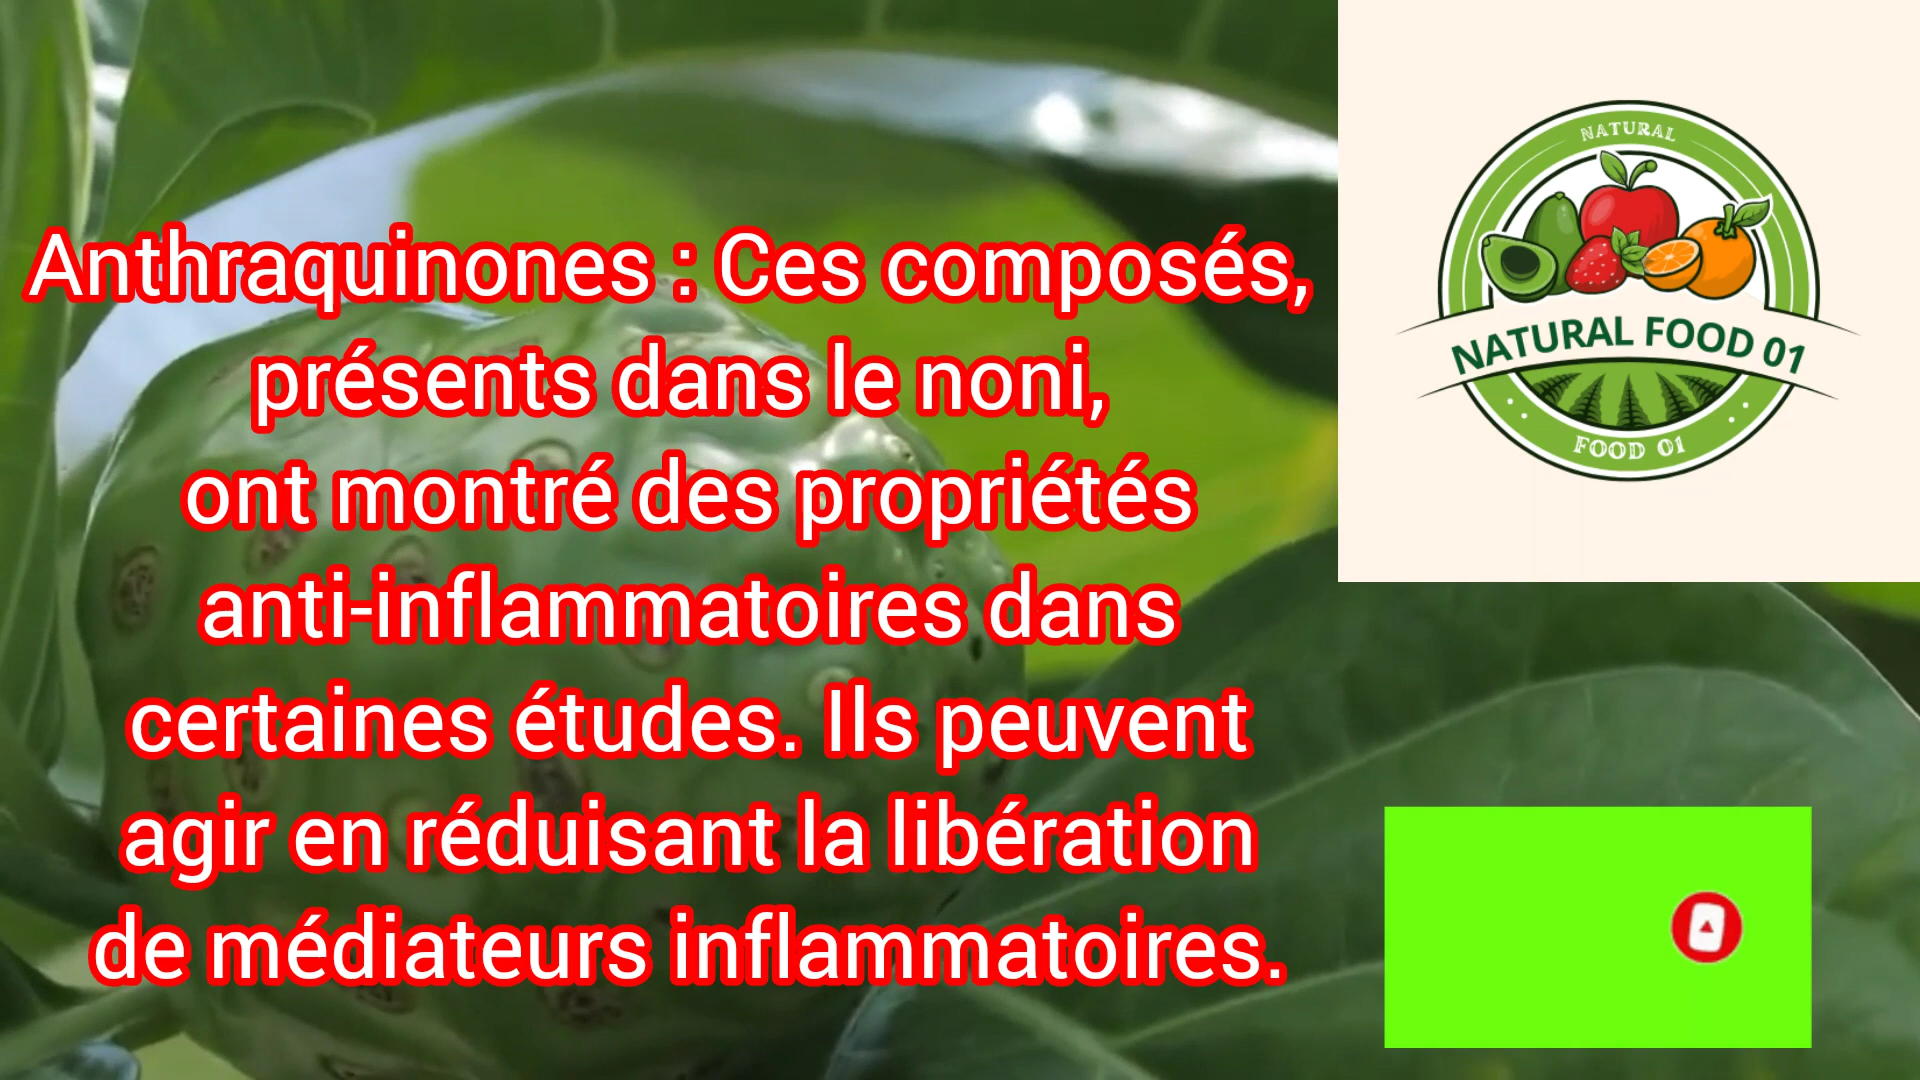 Anthraquinones : Ces composés,
présents dans le noni,
ont montré des propriétés
anti-inflammatoires dans
certaines études. Ils peuvent
agir en réduisant la libération
de médiateurs inflammatoires.
NATURAL
NATURAL FOOD 01
FOOD 01